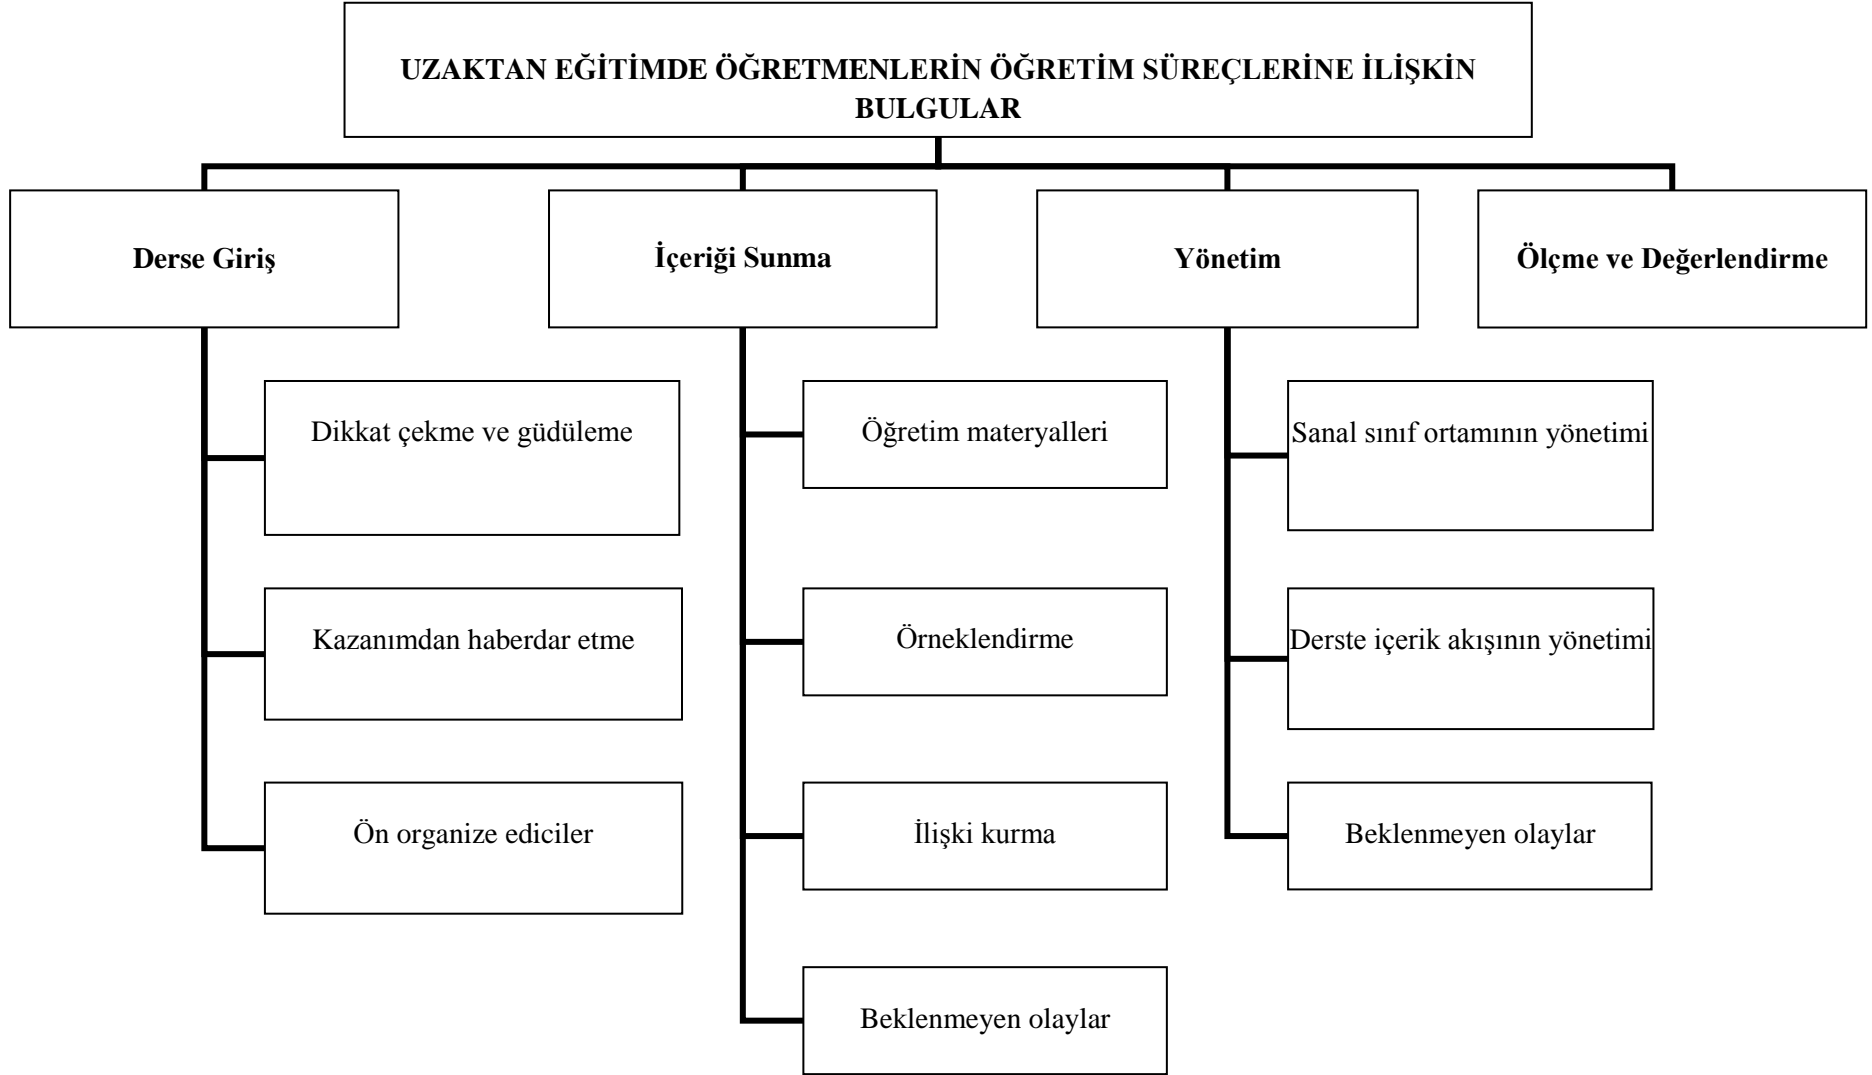 UZAKTAN EĞİTİMDE ÖĞRETMENLERİN ÖĞRETİM SÜREÇLERİNE İLİŞKİN
BULGULAR
Derse Giriş
İçeriği Sunma
Yönetim
Ölçme ve Değerlendirme
Dikkat çekme ve güdüleme
Öğretim materyalleri
Sanal sınıf ortamının yönetimi
Kazanımdan haberdar etme
Örneklendirme
Derste içerik akışının yönetimi
Ön organize ediciler
İlişki kurma
Beklenmeyen olaylar
Beklenmeyen olaylar